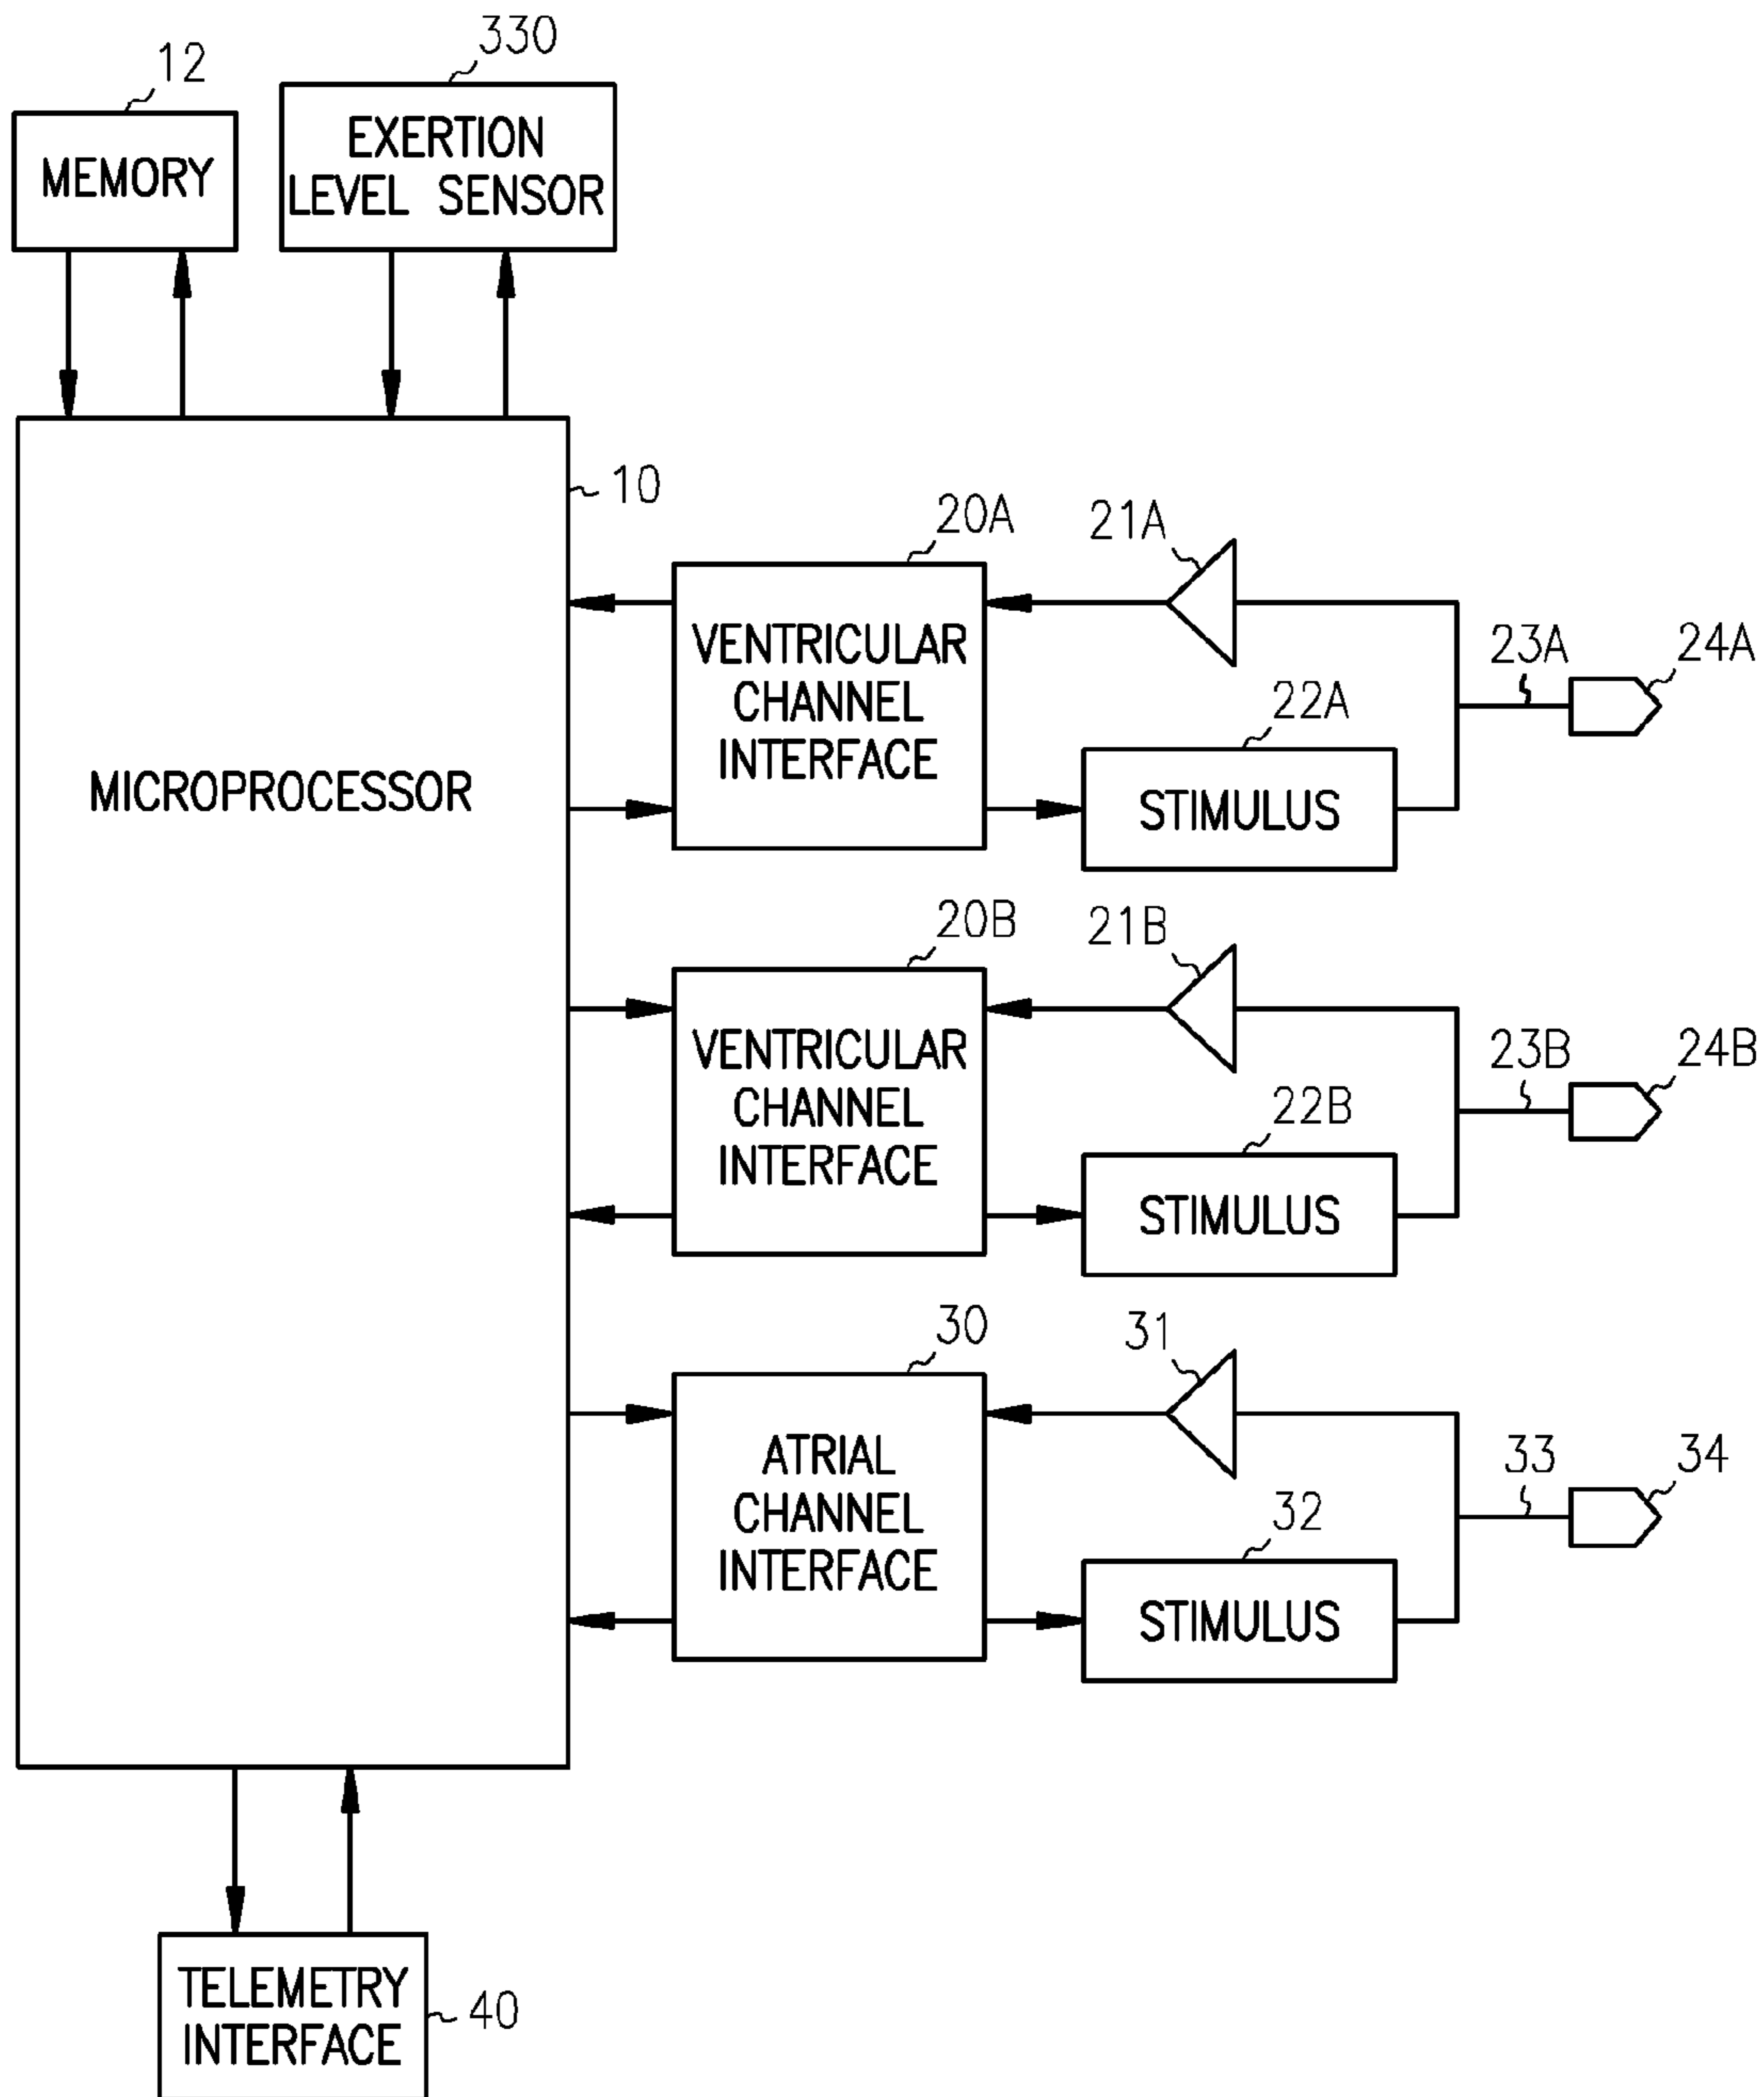 330
12
EXERTION
LEVEL SENSOR
MEMORY
10
20A
21A
VENTRICULAR
CHANNEL
INTERFACE
23A
24A
22A
MICROPROCESSOR
STIMULUS
20B
21B
VENTRICULAR
CHANNEL
INTERFACE
23B
24B
22B
STIMULUS
30
31
ATRIAL
CHANNEL
INTERFACE
33
34
32
STIMULUS
TELEMETRY
INTERFACE
40